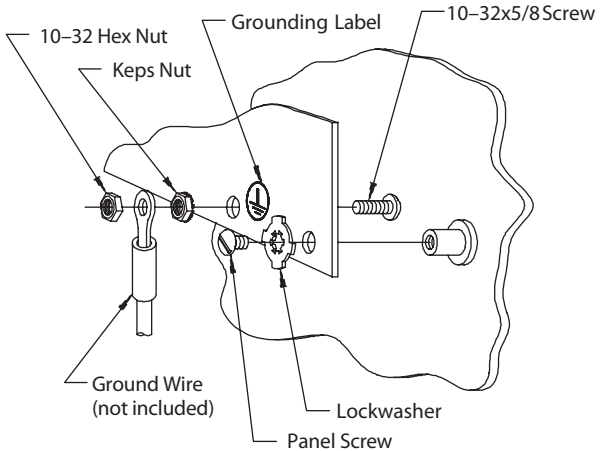 10–32 Hex Nut
Keps Nut
Grounding Label
10–32x5/8 Screw
Ground Wire
(not included)
Lockwasher
Panel Screw